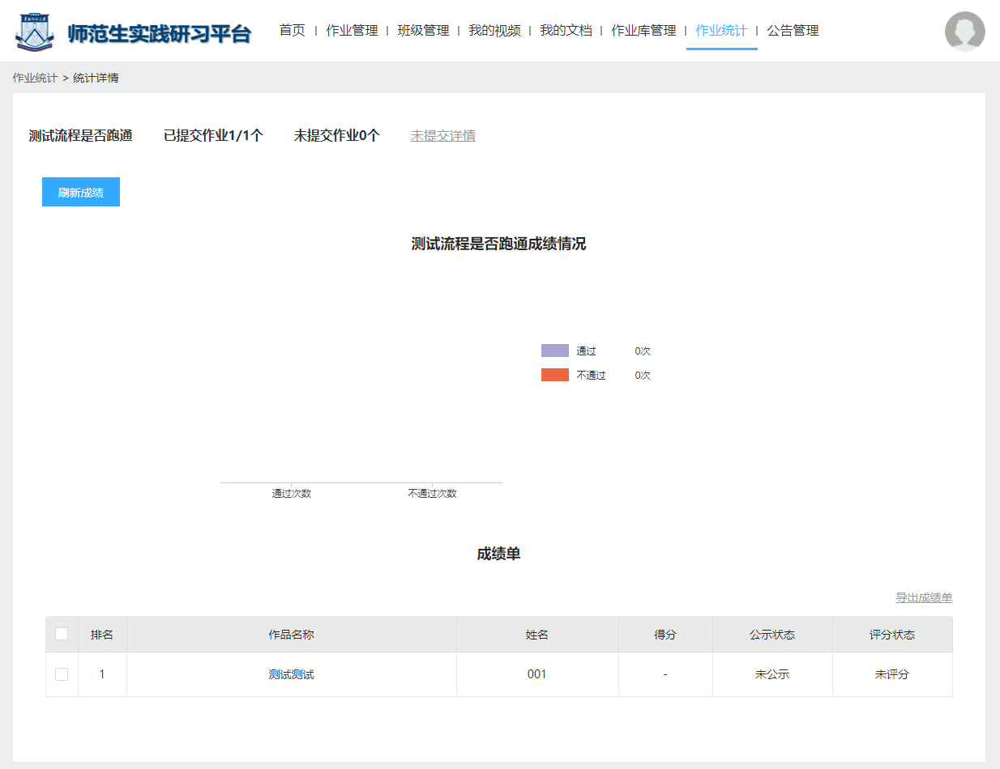 师范生实践研习平台
首页 | 作业管理 | 班级管理 | 我的视频 | 我的文档 | 作业库管理 | 作业统计 | 公告管理
作业统计 > 统计详情
测试流程是否跑通 已提交作业1/1个 未提交作业0个 未提交详情
刷新成绩
测试流程是否跑通成绩情况
通过 0次
不通过 0次
通过次数 不通过次数
成绩单
导出成绩单
排名 作品名称 姓名 得分 公示状态 评分状态
1 测试测试 001 - 未公示 未评分